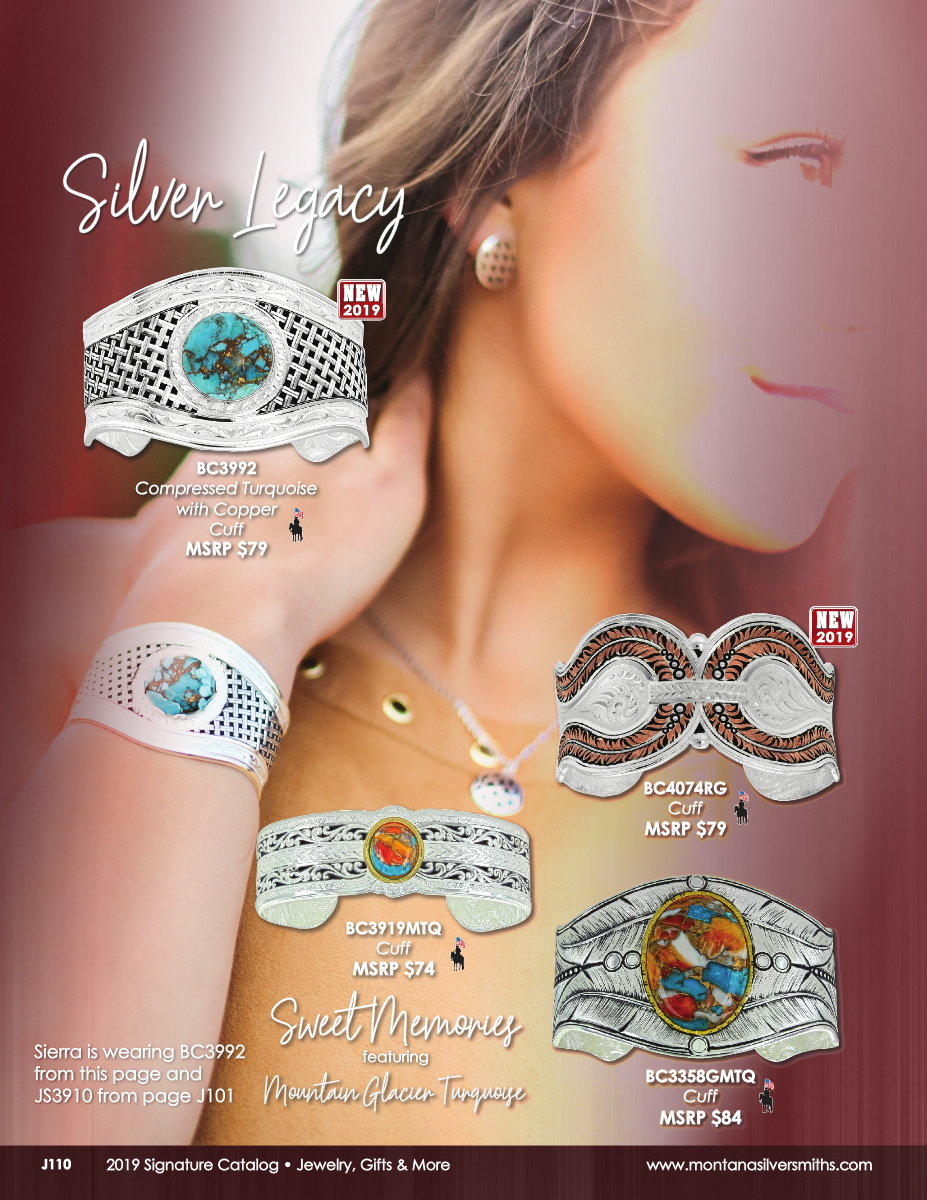 Silver Legacy
NEW
2019
BC3992
Compressed Turquoise
with Copper
Cuff
MSRP $79
NEW
2019
BC4074RG
Cuff
MSRP $79
BC3919MTQ
Cuff
MSRP $74
Sweet Memories
featuring
Mountain Glacier Turquoise
BC3358GMTQ
Cuff
MSRP $84
Sierra is wearing BC3992
from this page and
JS3910 from page J101
J110 2019 Signature Catalog • Jewelry, Gifts & More www.montanasilversmiths.com